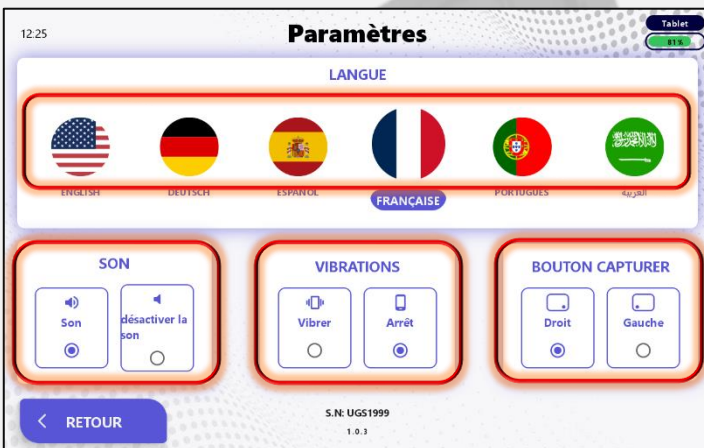 12:25
Paramètres
Tablet
81%
LANGUE
ENGLISH
DEUTSCH
ESPAÑOL
FRANÇAISE
PORTUGUÊS
العربية
SON
Son
désactiver la
son
VIBRATIONS
Vibrer
Arrêt
BOUTON CAPTURER
Droit
Gauche
RETOUR
S.N: UGS1999
1.0.3